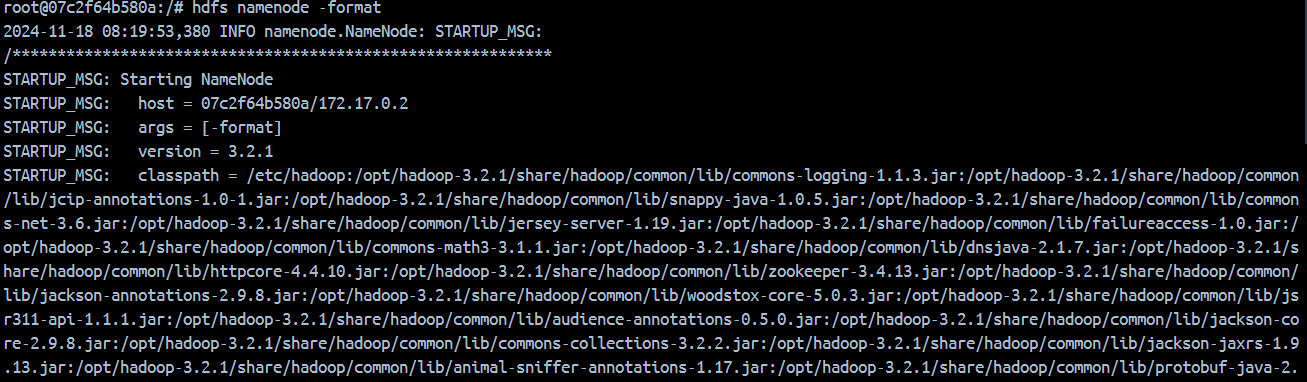 root@07c2f64b580a:/# hdfs namenode -format
2024-11-18 08:19:53,380 INFO namenode.NameNode: STARTUP_MSG:
/************************************************************
STARTUP_MSG: Starting NameNode
STARTUP_MSG:   host = 07c2f64b580a/172.17.0.2
STARTUP_MSG:   args = [-format]
STARTUP_MSG:   version = 3.2.1
STARTUP_MSG:   classpath = /etc/hadoop:/opt/hadoop-3.2.1/share/hadoop/common/lib/commons-logging-1.1.3.jar:/opt/hadoop-3.2.1/share/hadoop/common
/lib/jcip-annotations-1.0-1.jar:/opt/hadoop-3.2.1/share/hadoop/common/lib/snappy-java-1.0.5.jar:/opt/hadoop-3.2.1/share/hadoop/common/lib/common
s-net-3.6.jar:/opt/hadoop-3.2.1/share/hadoop/common/lib/jersey-server-1.19.jar:/opt/hadoop-3.2.1/share/hadoop/common/lib/failureaccess-1.0.jar:/
opt/hadoop-3.2.1/share/hadoop/common/lib/commons-math3-3.1.1.jar:/opt/hadoop-3.2.1/share/hadoop/common/lib/dnsjava-2.1.7.jar:/opt/hadoop-3.2.1/s
hare/hadoop/common/lib/httpcore-4.4.10.jar:/opt/hadoop-3.2.1/share/hadoop/common/lib/zookeeper-3.4.13.jar:/opt/hadoop-3.2.1/share/hadoop/common/
lib/jackson-annotations-2.9.8.jar:/opt/hadoop-3.2.1/share/hadoop/common/lib/woodstox-core-5.0.3.jar:/opt/hadoop-3.2.1/share/hadoop/common/lib/js
r311-api-1.1.1.jar:/opt/hadoop-3.2.1/share/hadoop/common/lib/audience-annotations-0.5.0.jar:/opt/hadoop-3.2.1/share/hadoop/common/lib/jackson-co
re-2.9.8.jar:/opt/hadoop-3.2.1/share/hadoop/common/lib/commons-collections-3.2.2.jar:/opt/hadoop-3.2.1/share/hadoop/common/lib/jackson-jaxrs-1.9
.13.jar:/opt/hadoop-3.2.1/share/hadoop/common/lib/animal-sniffer-annotations-1.17.jar:/opt/hadoop-3.2.1/share/hadoop/common/lib/protobuf-java-2.